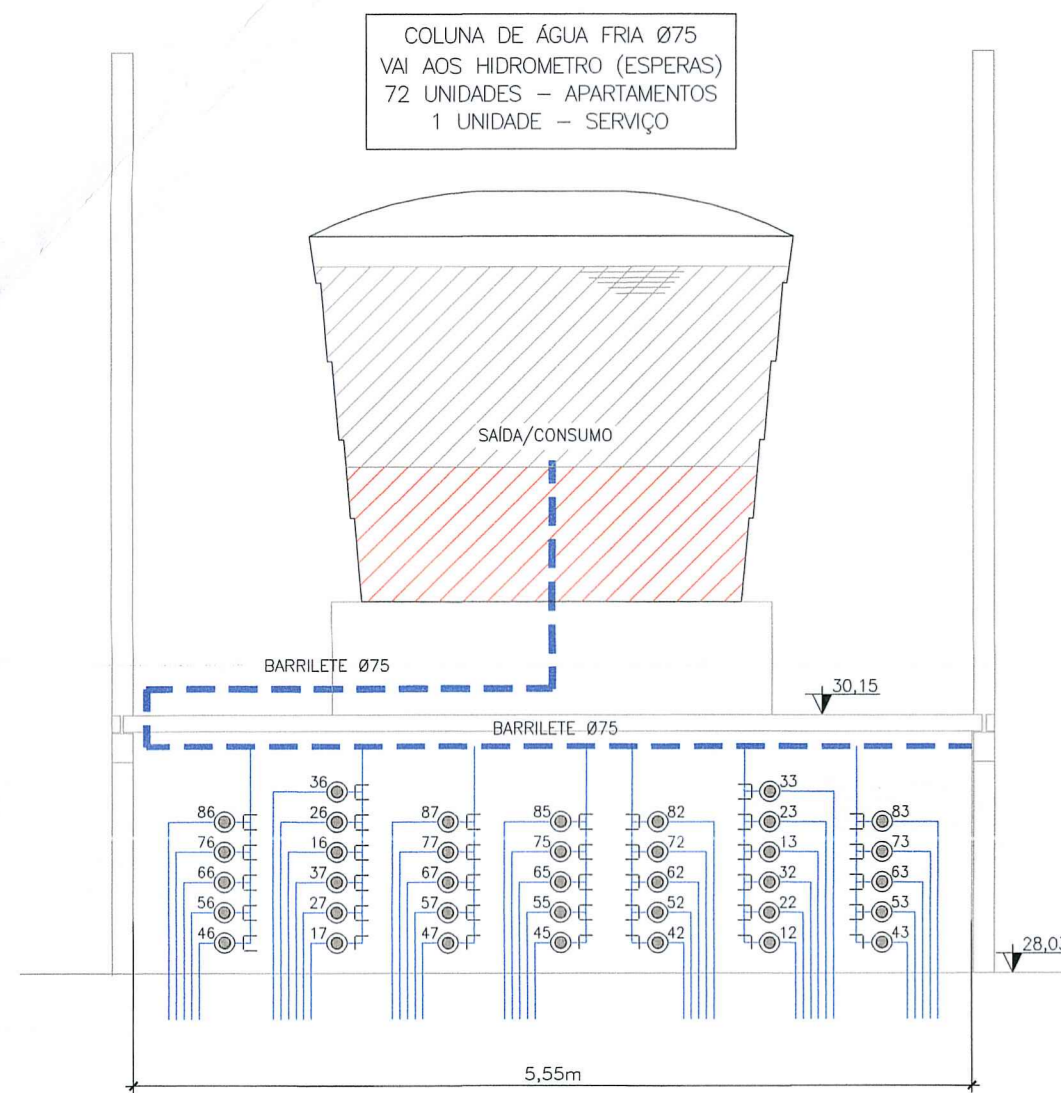 COLUNA DE ÁGUA FRIA Ø75
VAI AOS HIDROMETRO (ESPERAS)
72 UNIDADES – APARTAMENTOS
1 UNIDADE – SERVIÇO
SAÍDA/CONSUMO
BARRILETE Ø75
30,15
BARRILETE Ø75
36 33
86 26 87 85 82 23 83
76 16 77 75 72 13 73
66 37 67 65 62 32 63
56 27 57 55 52 22 53
46 17 47 45 42 12 43
28,03
5,55m